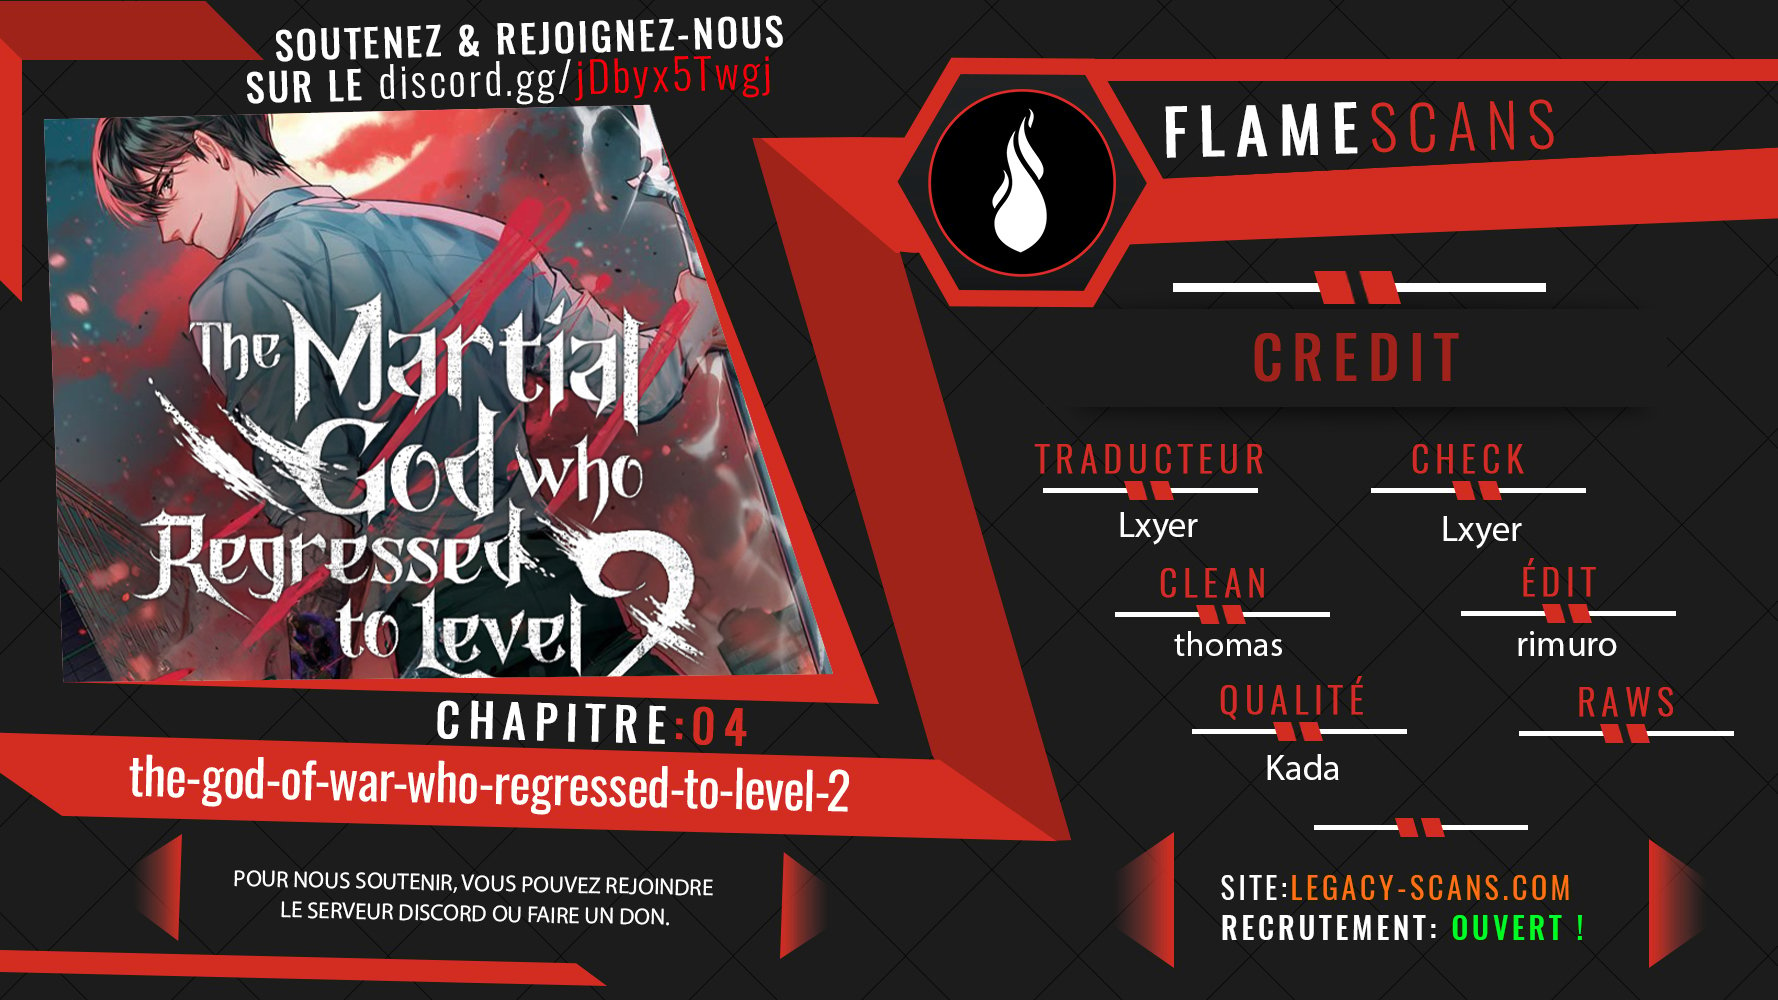 SOUTENEZ & REJOIGNEZ-NOUS
SUR LE discord.gg/jDbyx5Twgj
The Martial
God who
Regressed
to Level 2
CHAPITRE:04
the-god-of-war-who-regressed-to-level-2
POUR NOUS SOUTENIR, VOUS POUVEZ REJOINDRE
LE SERVEUR DISCORD OU FAIRE UN DON.
FLAMESCANS
CREDIT
TRADUCTEUR
Lxyer
CHECK
Lxyer
CLEAN
thomas
ÉDIT
rimuro
QUALITÉ
Kada
RAWS
SITE:LEGACY-SCANS.COM
RECRUTEMENT: OUVERT !